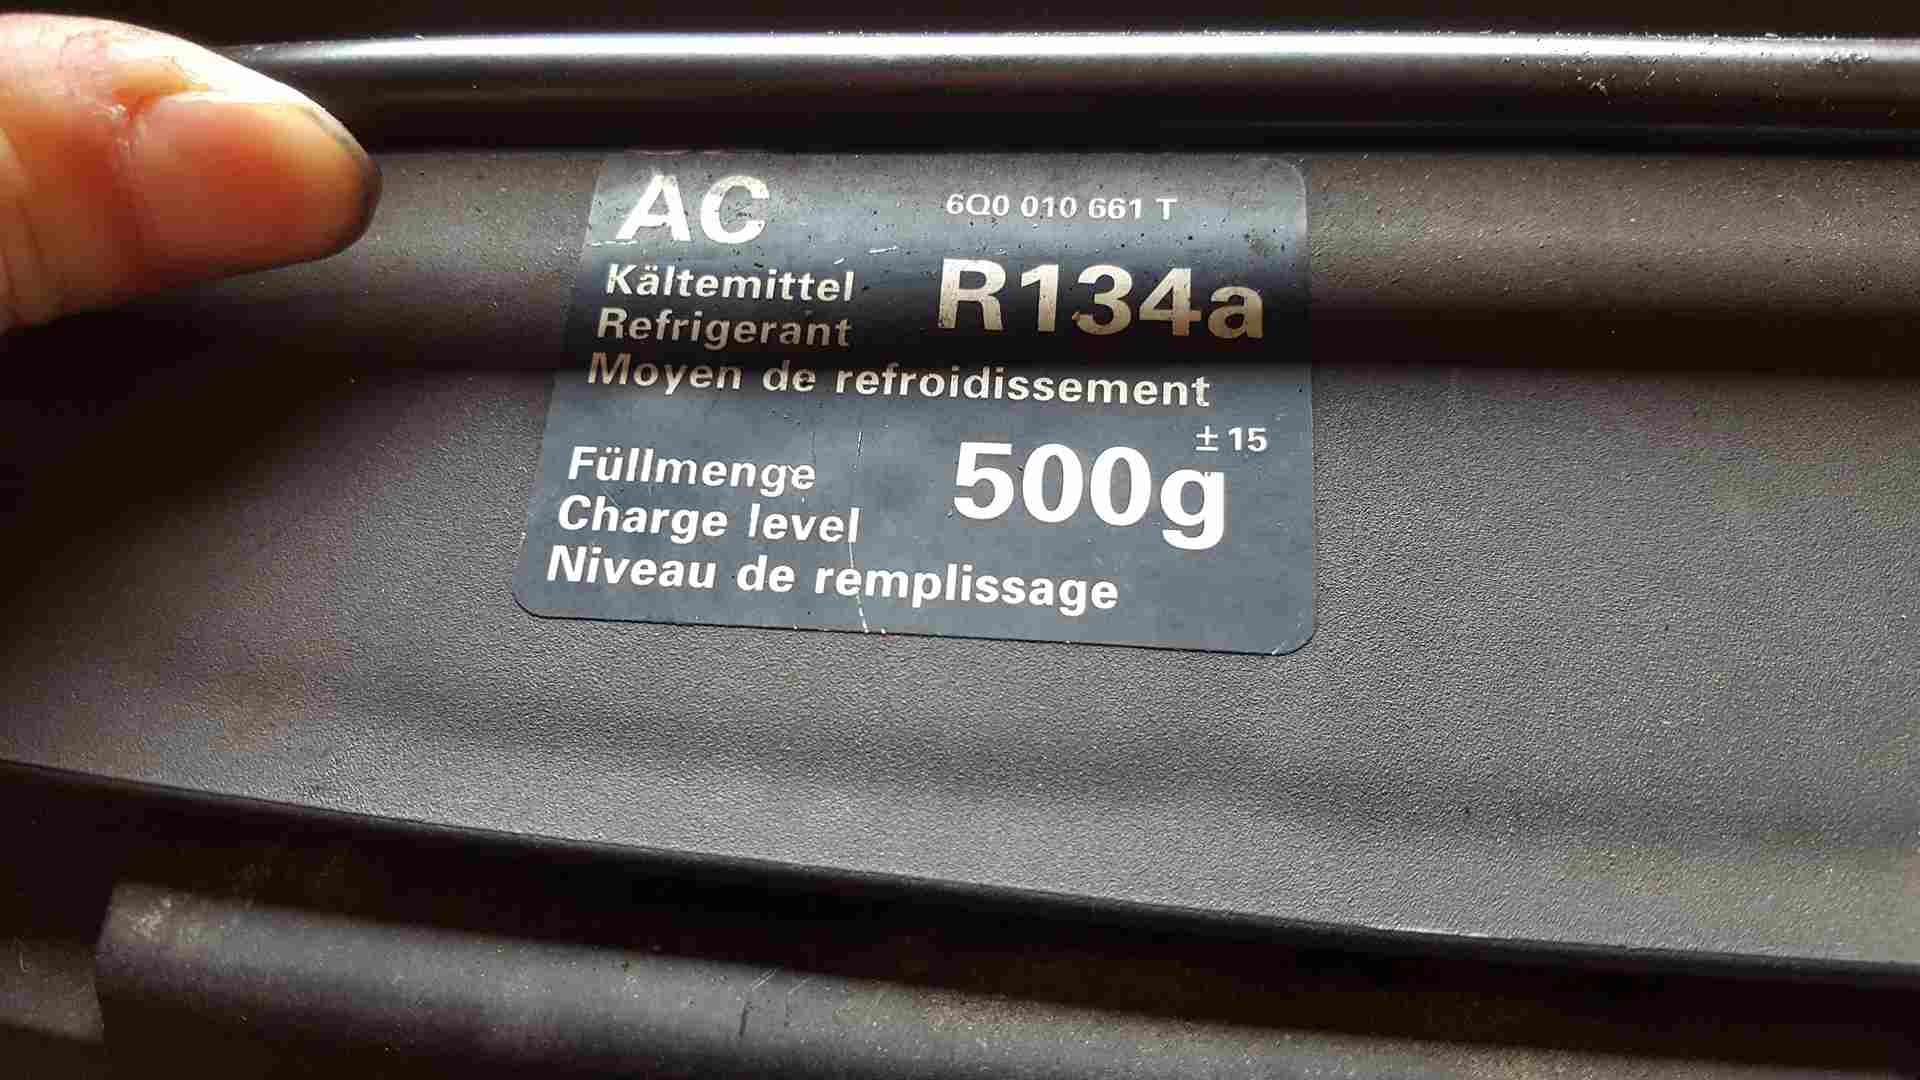 AC 6Q0 010 661 T
Kältemittel R134a
Refrigerant
Moyen de refroidissement
± 15
Füllmenge 500g
Charge level
Niveau de remplissage